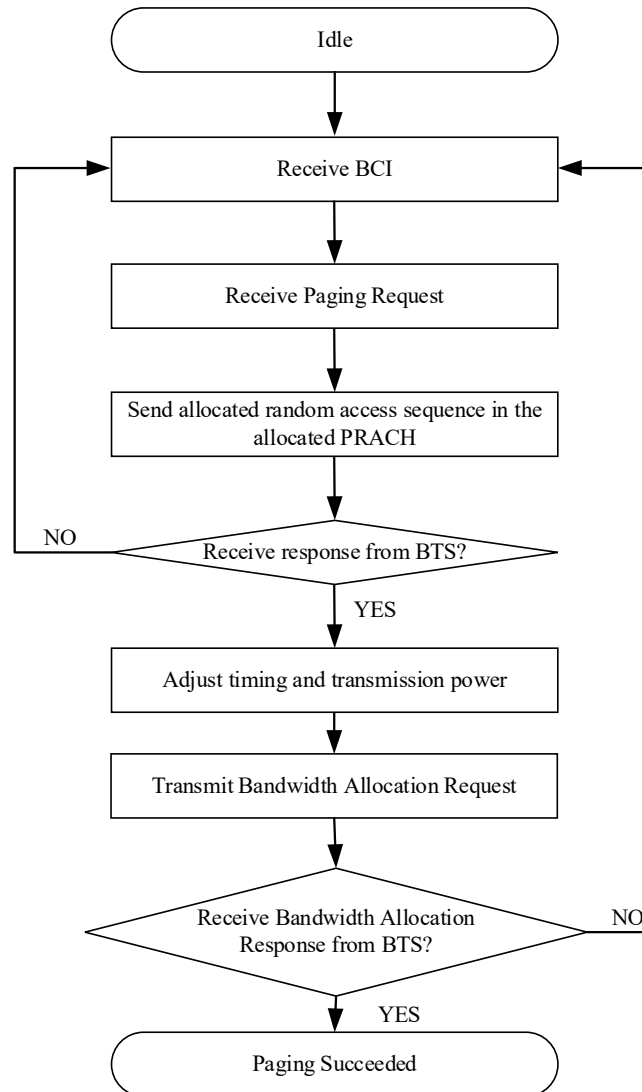 Idle
Receive BCI
Receive Paging Request
Send allocated random access sequence in the
allocated PRACH
NO
Receive response from BTS?
YES
Adjust timing and transmission power
Transmit Bandwidth Allocation Request
Receive Bandwidth Allocation
Response from BTS?
NO
YES
Paging Succeeded